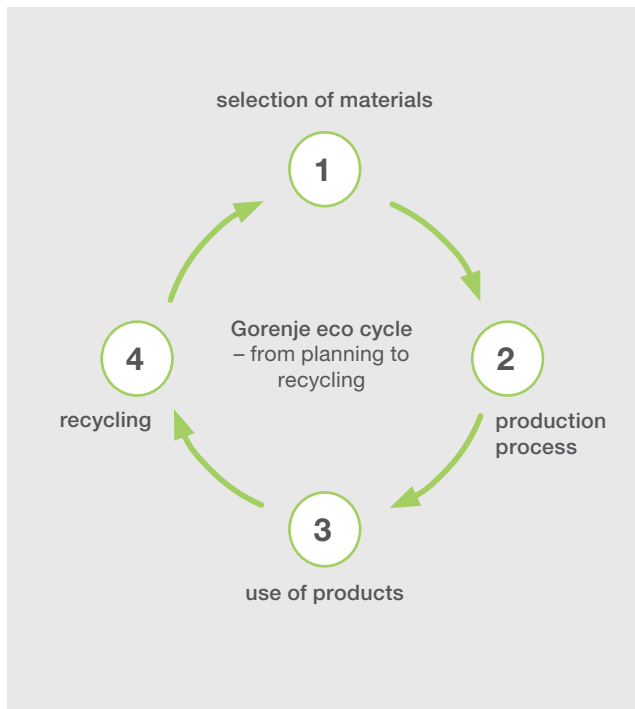 selection of materials
1
Gorenje eco cycle
– from planning to
recycling
4
2
recycling
production
process
3
use of products